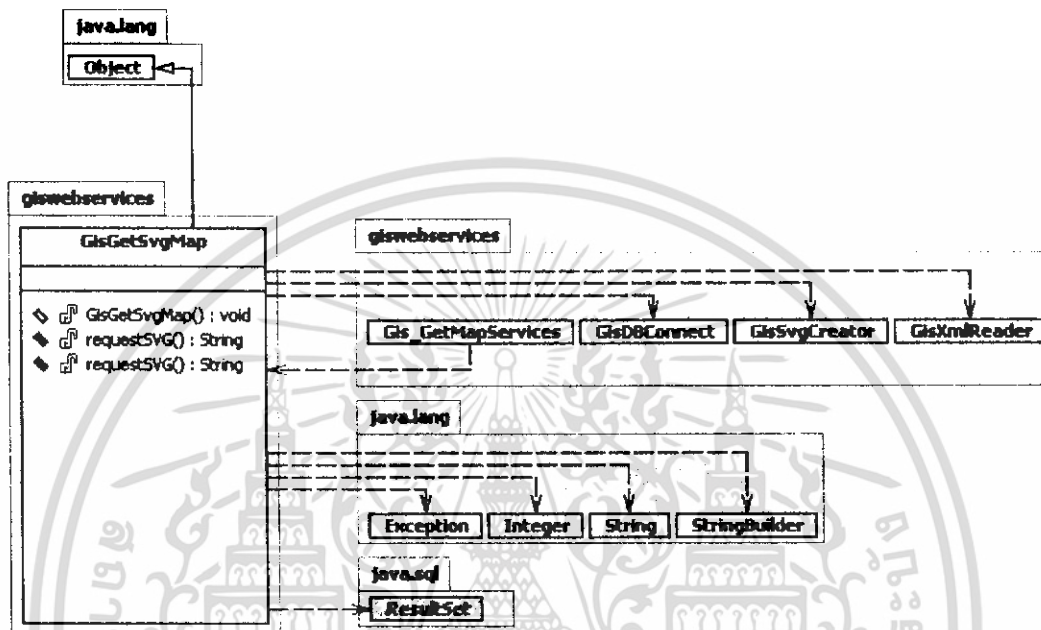 java.lang
Object
giswebservices
GisGetSvgMap
GisGetSvgMap() : void
requestSVG() : String
requestSVG() : String
giswebservices
Gis_GetMapServices
GisDBConnect
GisSvgCreator
GisXmlReader
java.lang
Exception
Integer
String
StringBuilder
java.sql
ResultSet